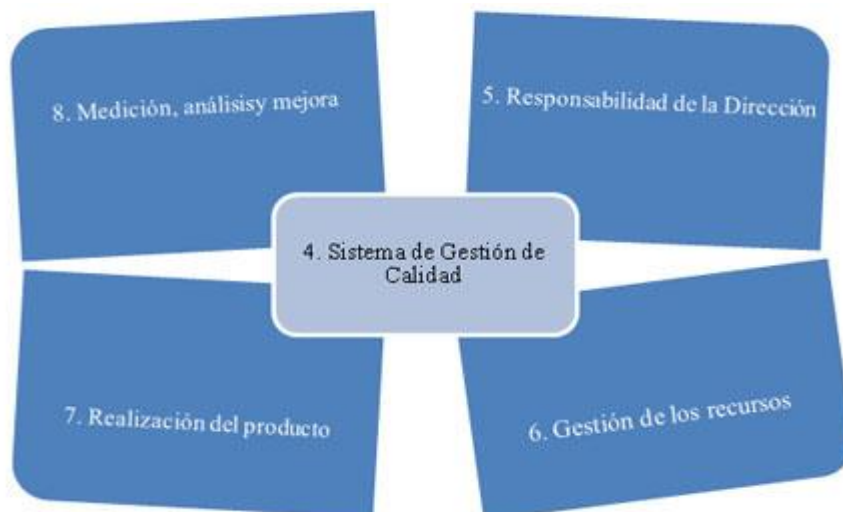 8. Medición, análisisy mejora
5. Responsabilidad de la Dirección
4. Sistema de Gestión de
Calidad
7. Realización del producto
6. Gestión de los recursos